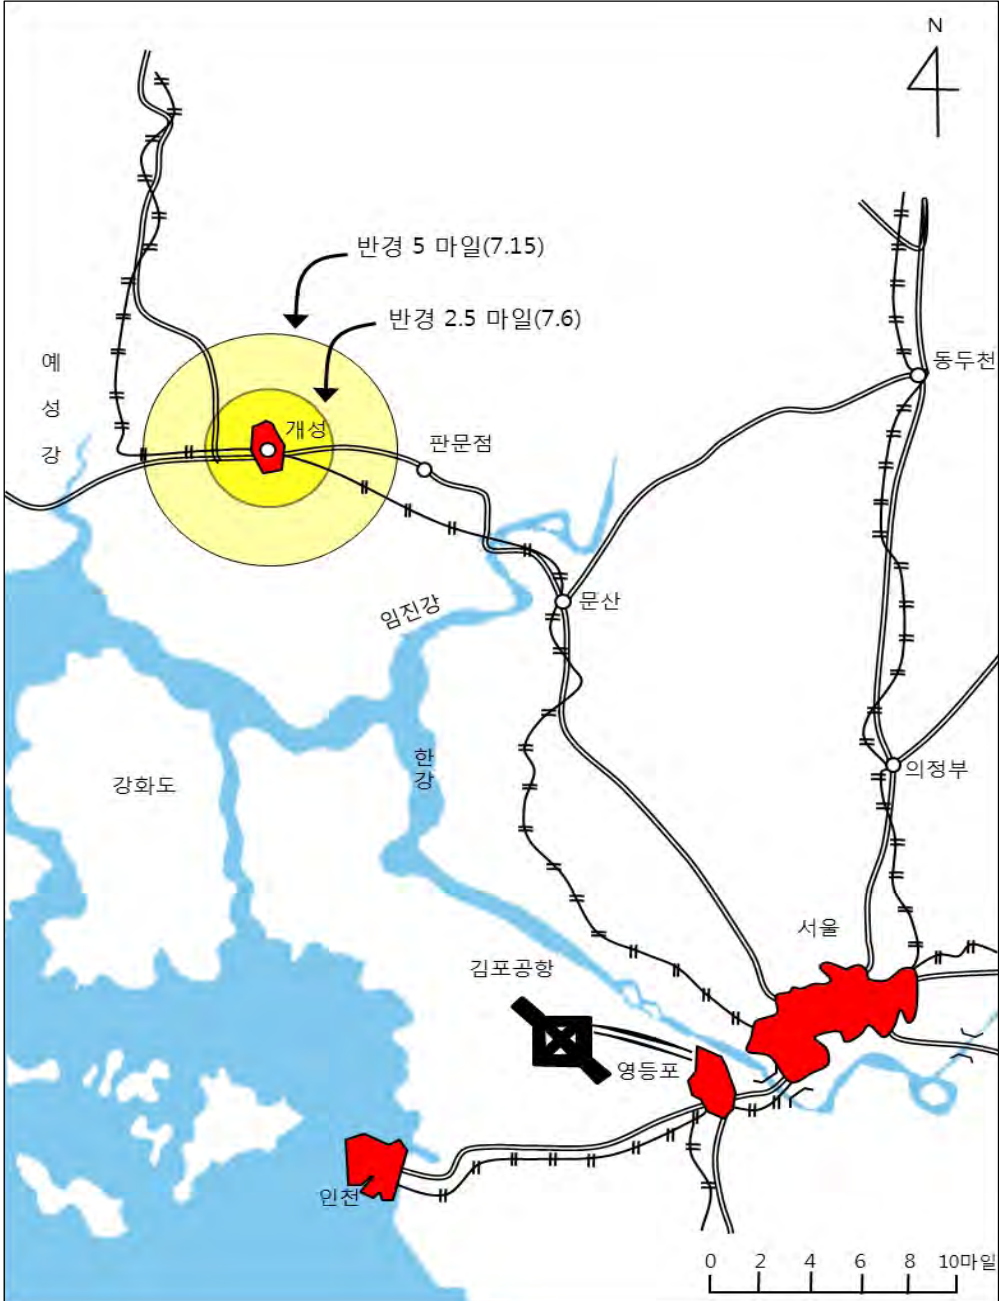 N
반경 5 마일(7.15)
반경 2.5 마일(7.6)
동두천
예
성
강
개성
판문점
문산
임진강
한
강
강화도
의정부
서울
김포공항
영등포
인천
0 2 4 6 8 10마일